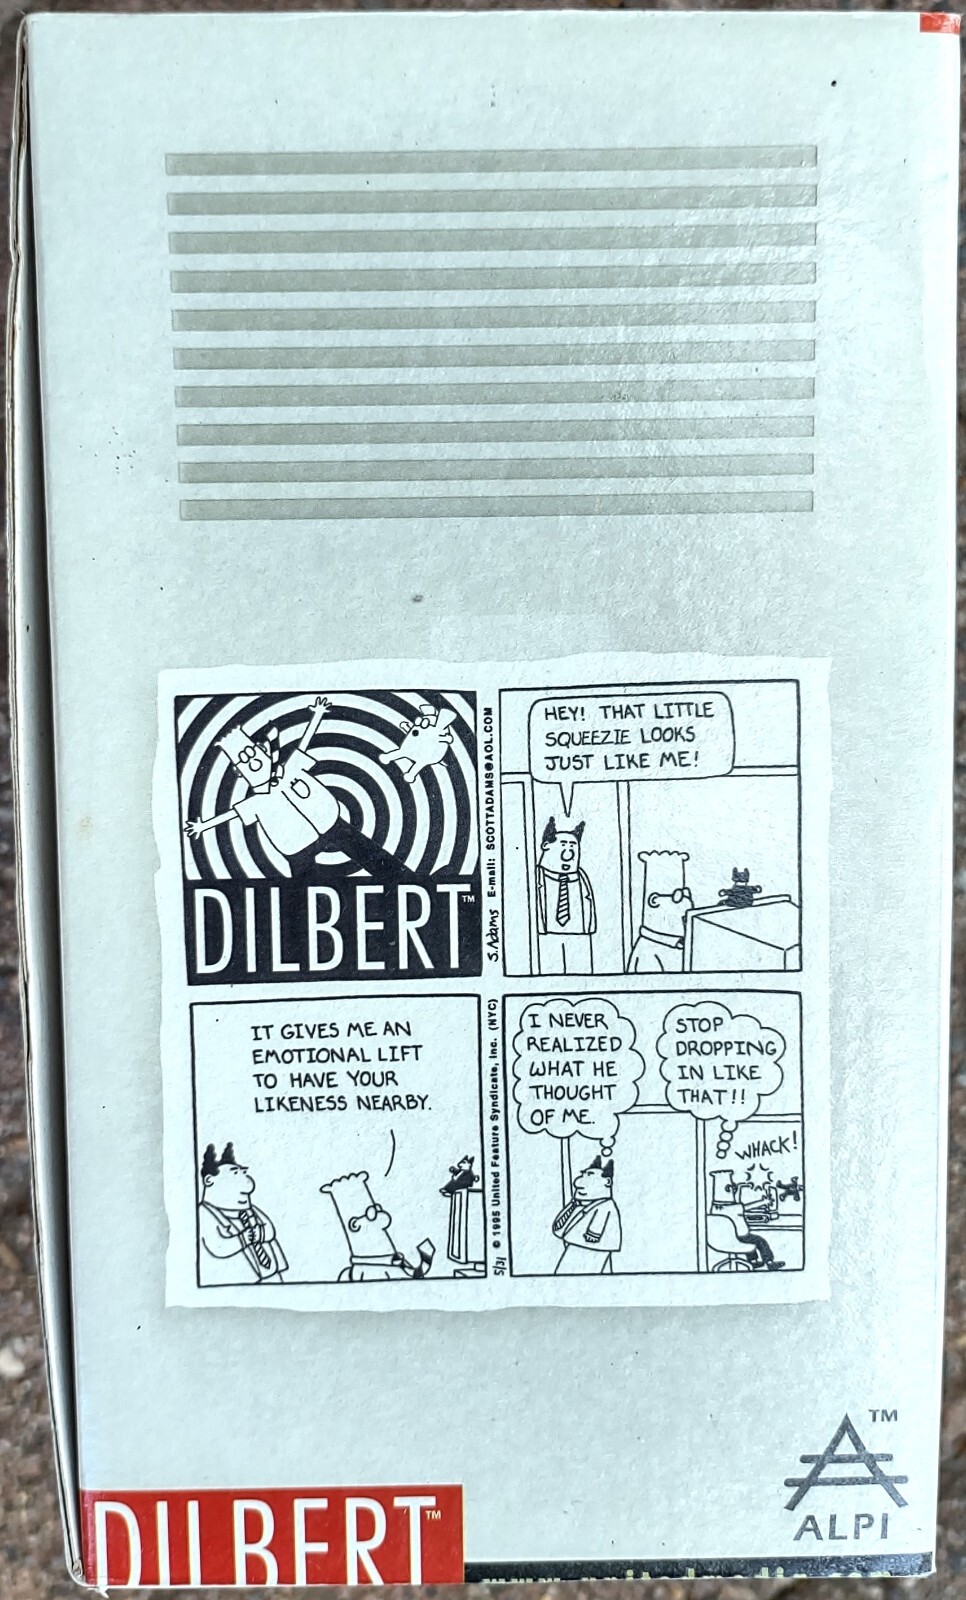 DILBERT™
S. Adams E-mail: SCOTTADAMS@AOL.COM
HEY! THAT LITTLE
SQUEEZIE LOOKS
JUST LIKE ME!
IT GIVES ME AN
EMOTIONAL LIFT
TO HAVE YOUR
LIKENESS NEARBY.
5/31 © 1995 United Feature Syndicate, Inc. (NYC)
I NEVER
REALIZED
WHAT HE
THOUGHT
OF ME.
STOP
DROPPING
IN LIKE
THAT!!
WHACK!
TM
ALPI
DILBERT™